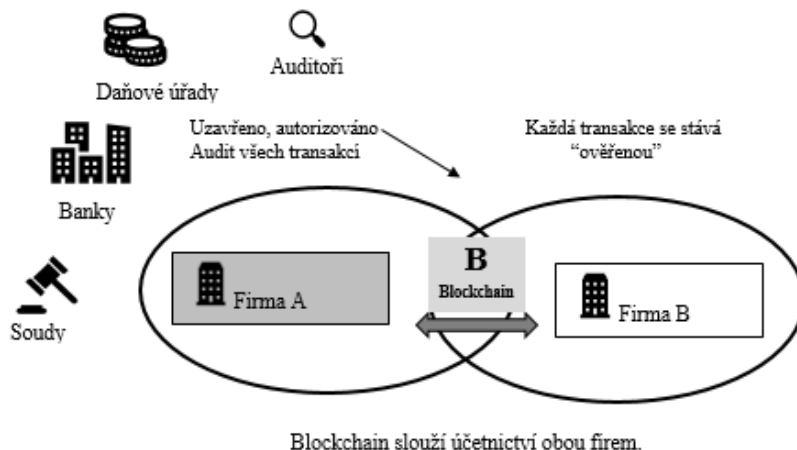 Auditoři
Daňové úřady
Uzavřeno, autorizováno
Audit všech transakcí
Každá transakce se stává
“ověřenou”
Banky
B
Blockchain
Firma A
Firma B
Soudy
Blockchain slouží účetnictví obou firem.